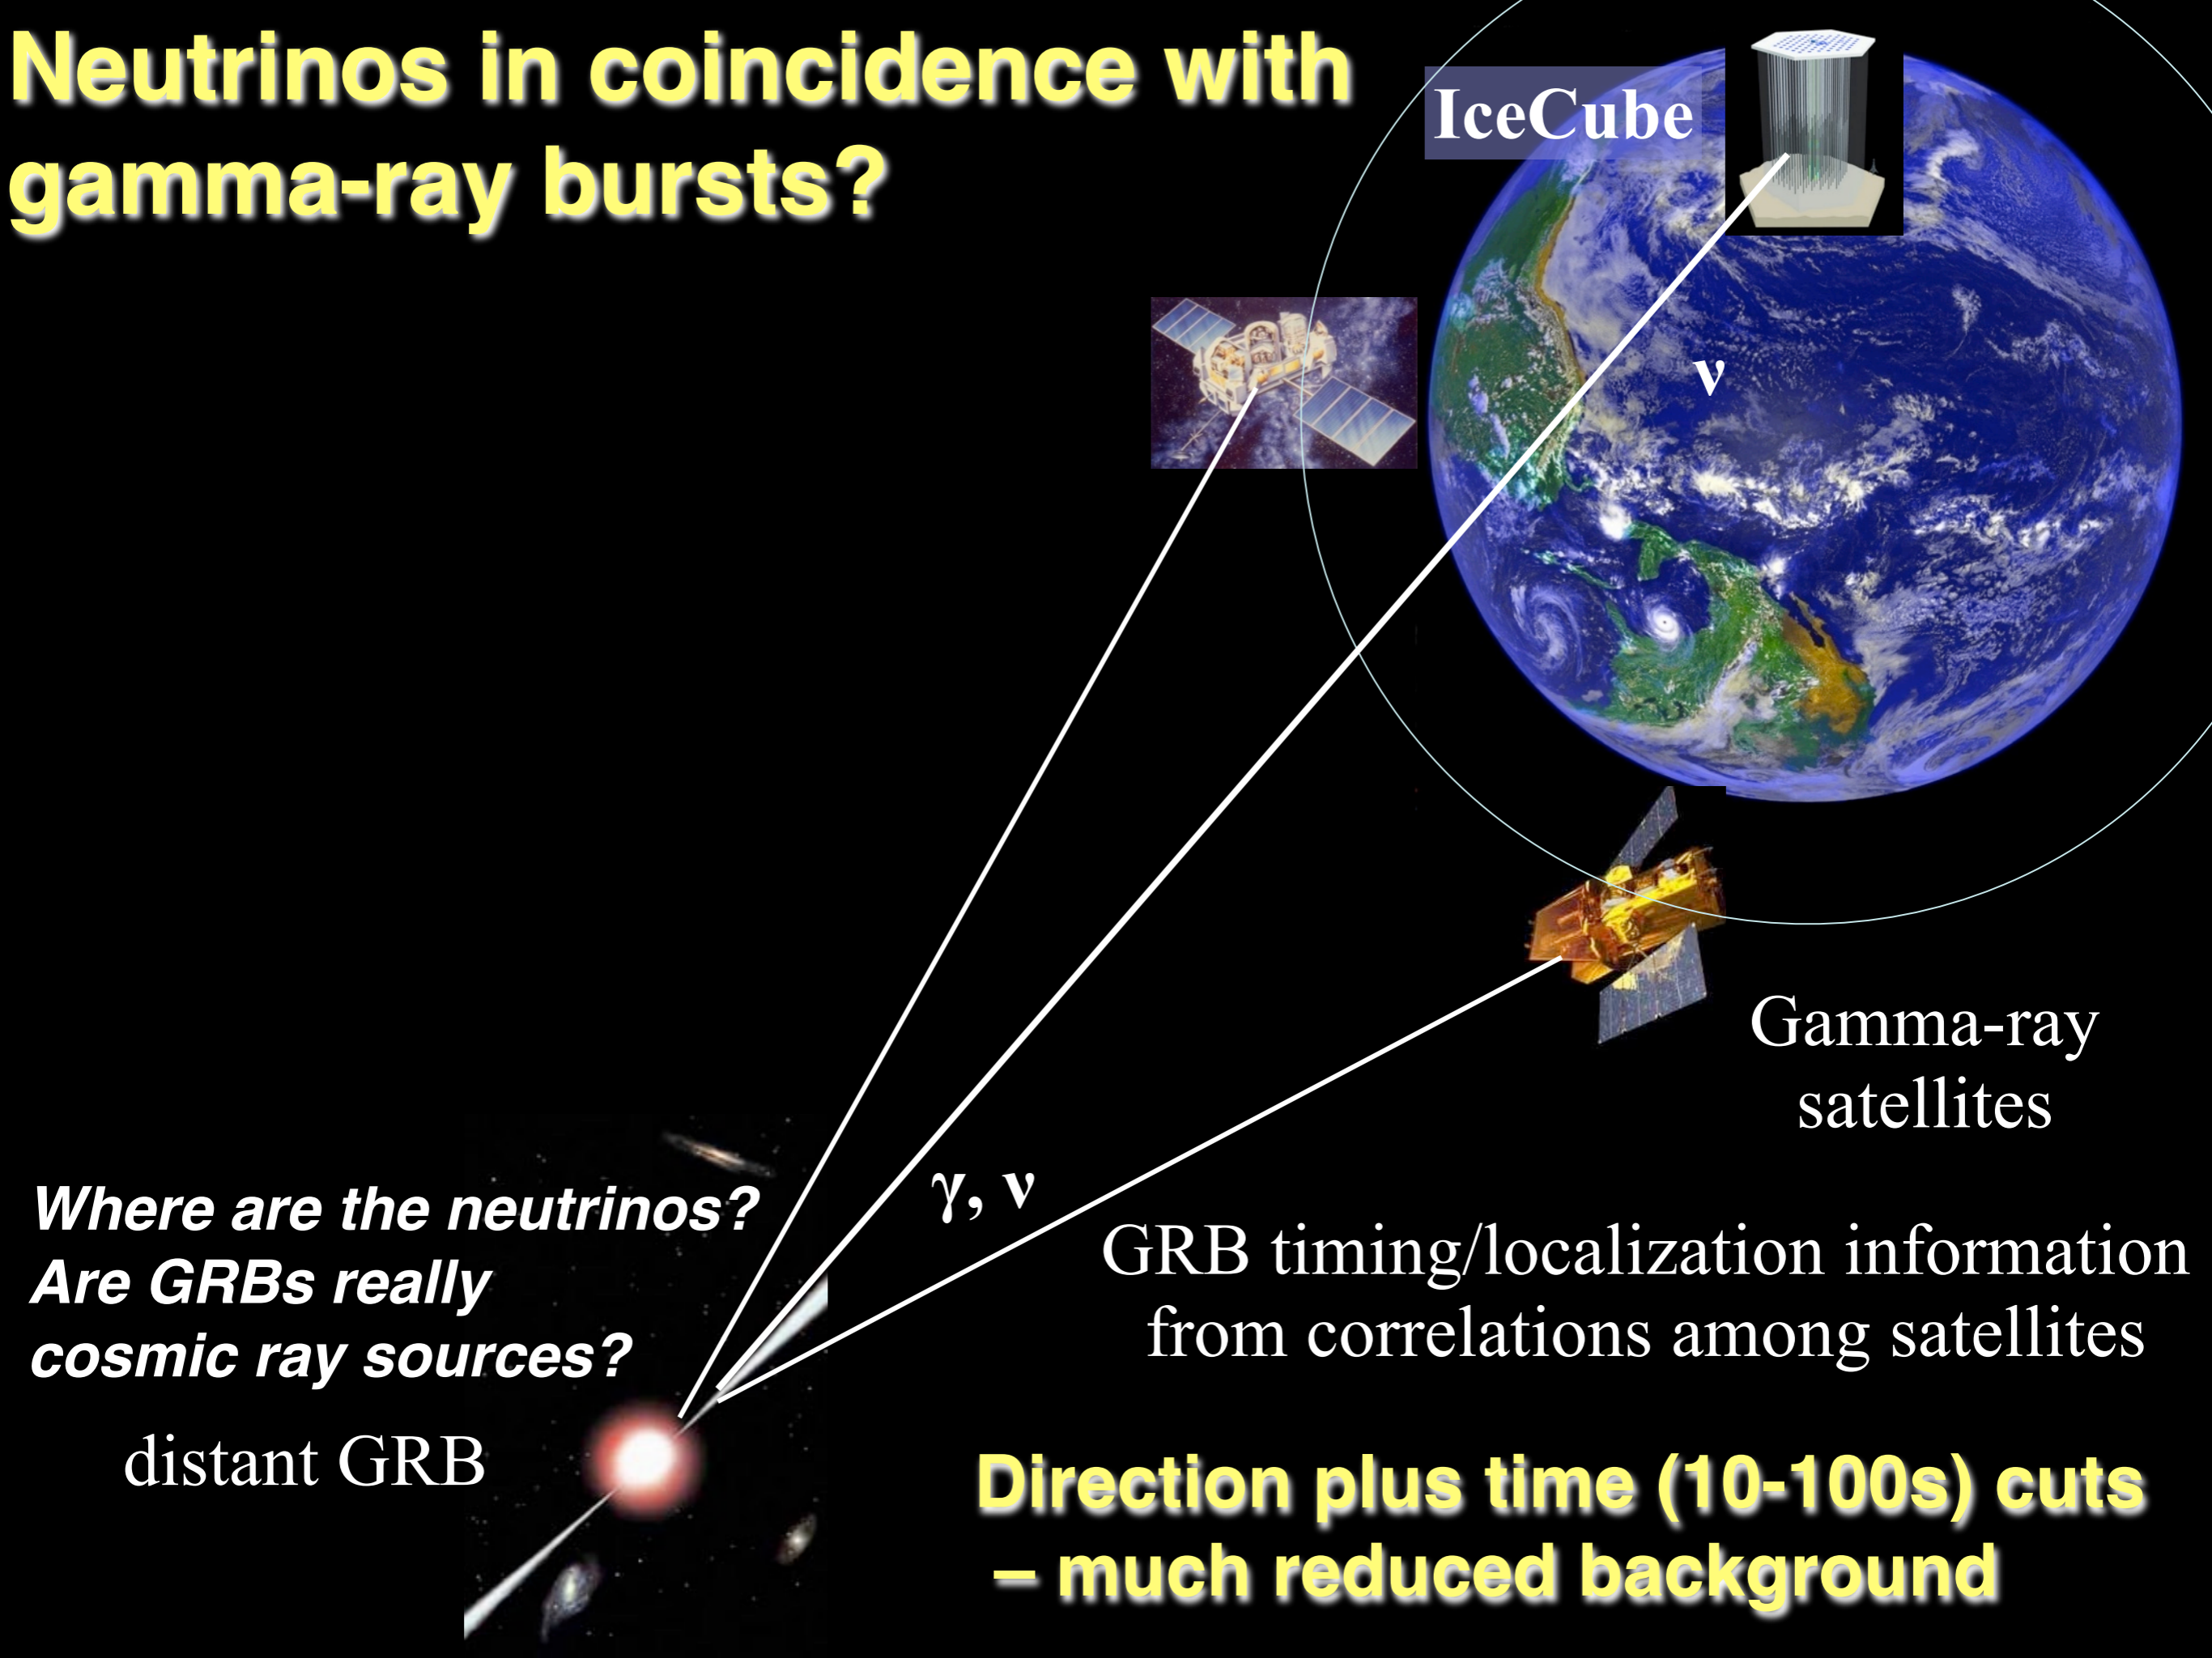 Neutrinos in coincidence with
gamma-ray bursts?
IceCube
ν
Gamma-ray
satellites
γ, ν
Where are the neutrinos?
Are GRBs really
cosmic ray sources?
GRB timing/localization information
from correlations among satellites
distant GRB
Direction plus time (10-100s) cuts
– much reduced background